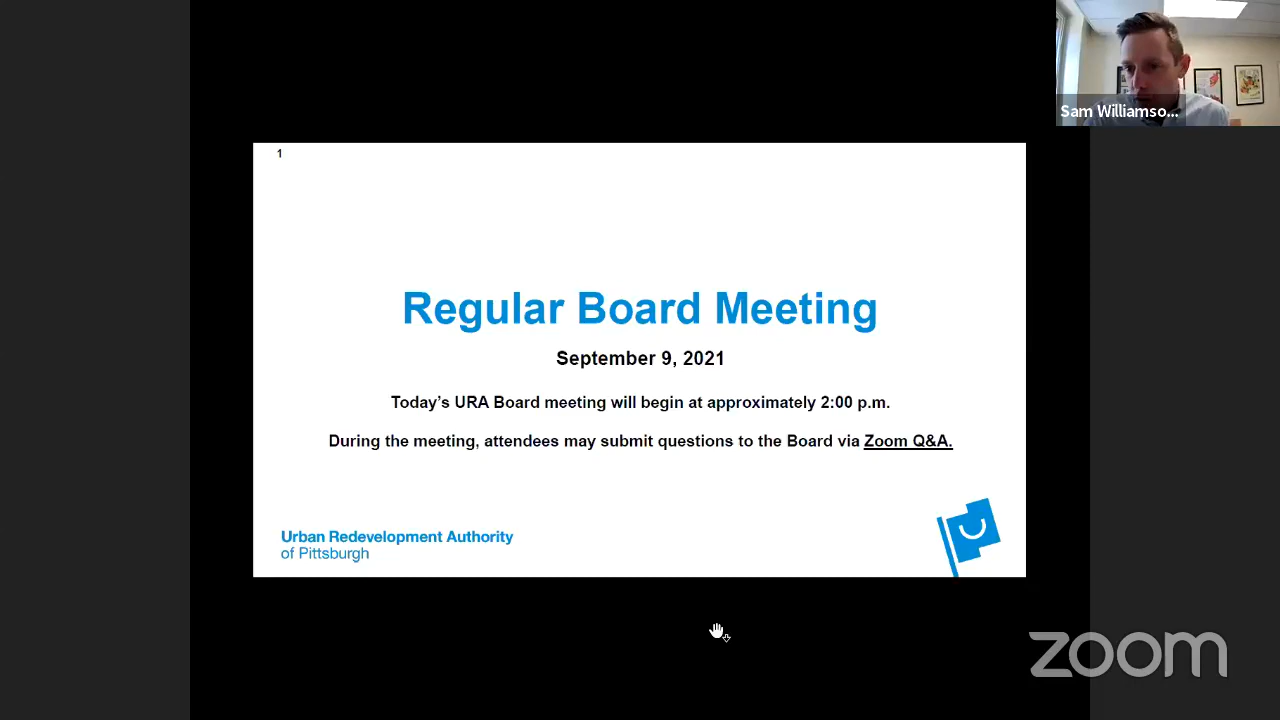 Sam Williamso...
1
Regular Board Meeting
September 9, 2021
Today's URA Board meeting will begin at approximately 2:00 p.m.
During the meeting, attendees may submit questions to the Board via Zoom Q&A.
Urban Redevelopment Authority
of Pittsburgh
zoom